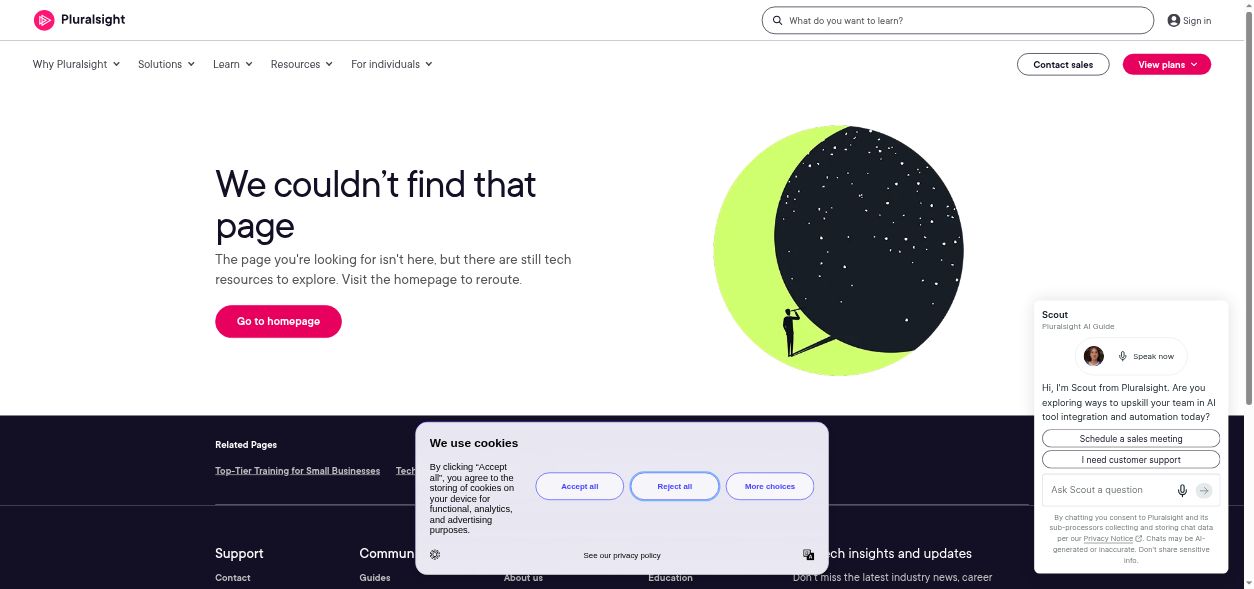 Pluralsight
What do you want to learn?
Sign in
Why Pluralsight
Solutions
Learn
Resources
For individuals
Contact sales
View plans
We couldn't find that
page
The page you're looking for isn't here, but there are still tech
resources to explore. Visit the homepage to reroute.
Go to homepage
Scout
Pluralsight AI Guide
Speak now
Hi, I'm Scout from Pluralsight. Are you
exploring ways to upskill your team in AI
tool integration and automation today?
Schedule a sales meeting
I need customer support
Ask Scout a question
By chatting you consent to Pluralsight and its
sub-processors collecting and storing chat data
per our Privacy Notice. Chats may be AI-
generated or inaccurate. Don't share sensitive
info.
Related Pages
Top-Tier Training for Small Businesses
Tech
We use cookies
By clicking “Accept
all”, you agree to the
storing of cookies on
your device for
functional, analytics,
and advertising
purposes.
Accept all
Reject all
More choices
See our privacy policy
Support
Commun
ech insights and updates
Contact
Guides
About us
Education
Don't miss the latest industry news, career